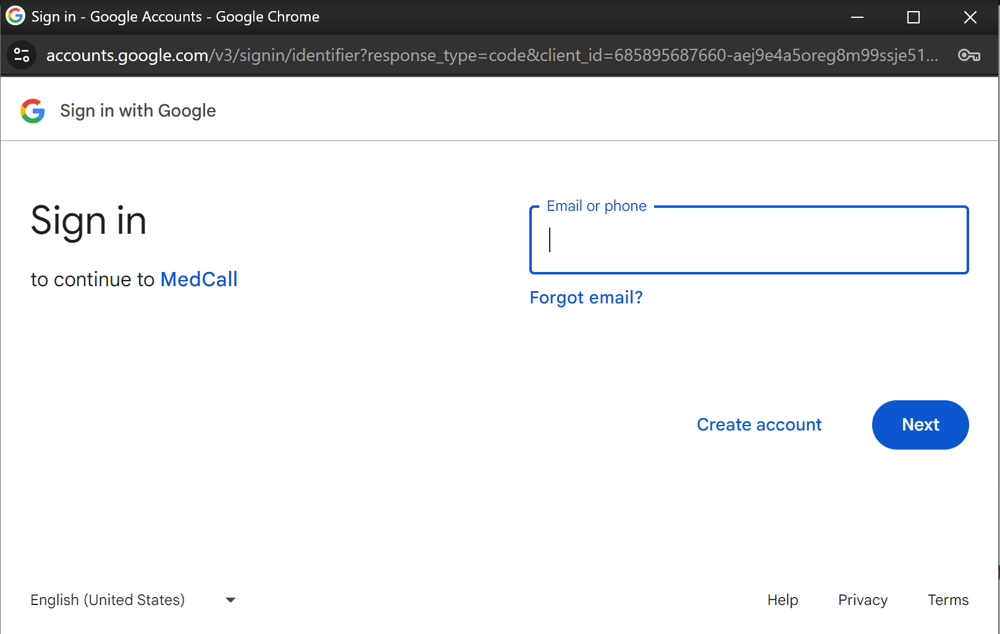 Sign in - Google Accounts - Google Chrome
accounts.google.com/v3/signin/identifier?response_type=code&client_id=685895687660-aej9e4a5oreg8m99ssje51...
Sign in with Google
Sign in
to continue to MedCall
Email or phone
Forgot email?
Create account
Next
English (United States)
Help
Privacy
Terms